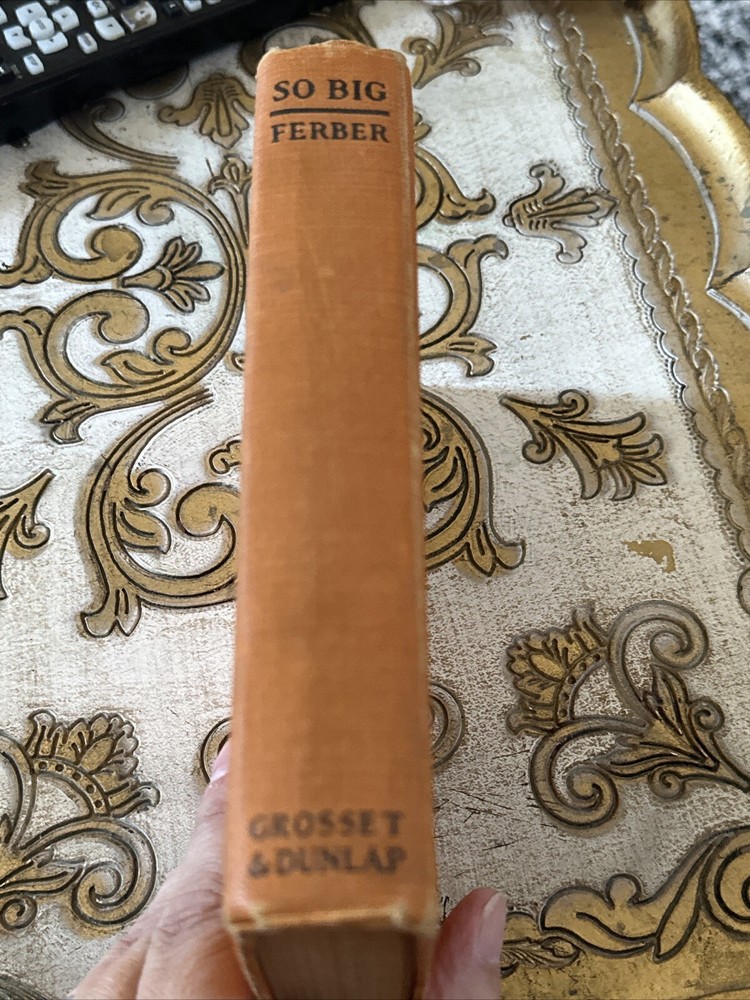 SO BIG
FERBER
GROSSET
& DUNLAP